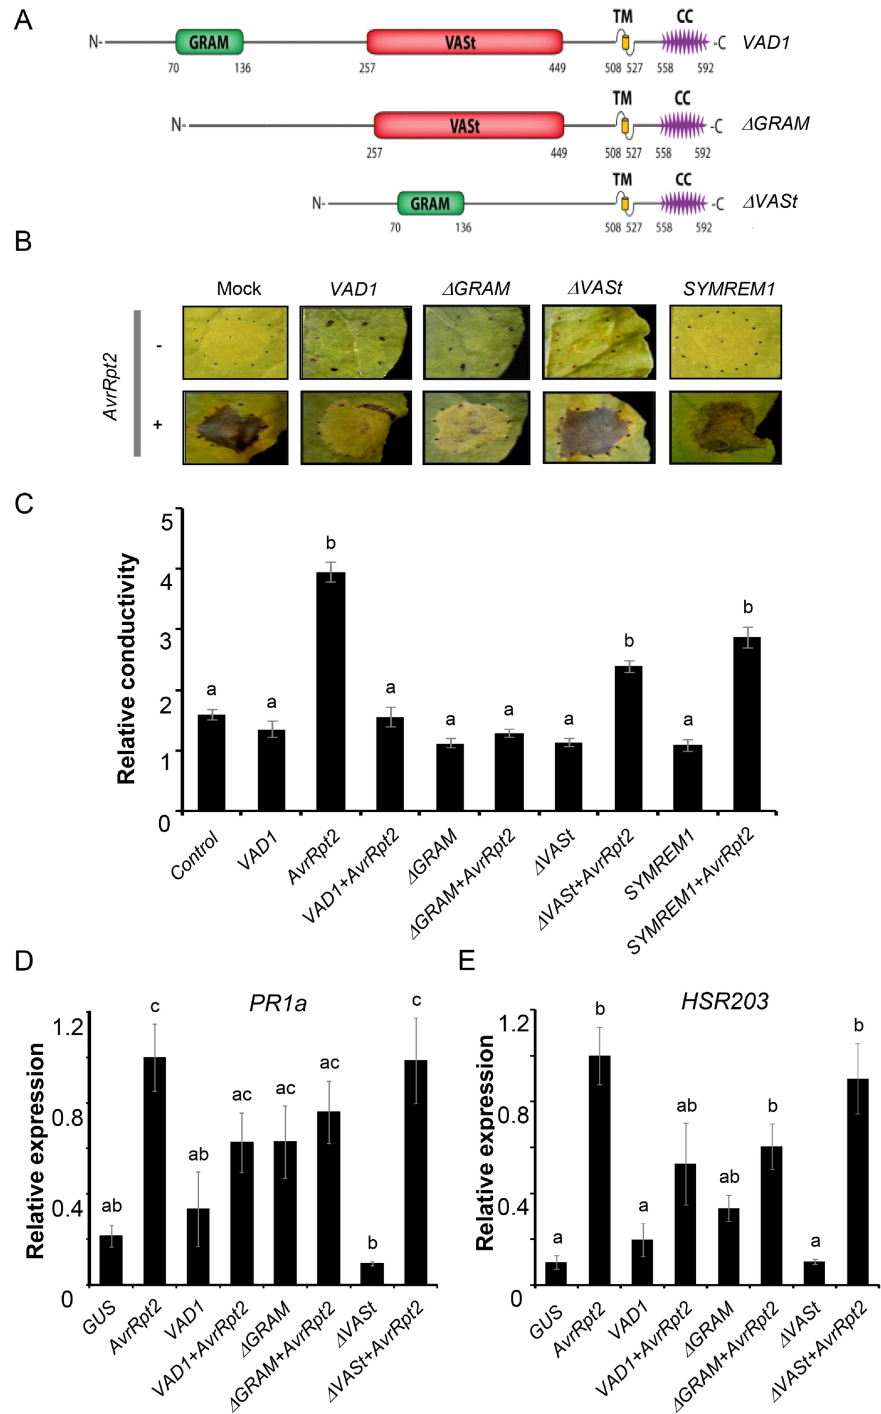 A
N- GRAM VASt TM CC -C VAD1
70 136 257 449 508 527 558 592
N- VASt TM CC -C ΔGRAM
257 449 508 527 558 592
N- GRAM TM CC -C ΔVASt
70 136 508 527 558 592
B
Mock VAD1 ΔGRAM ΔVASt SYMREM1
AvrRpt2
-
+
C
Relative conductivity
5
4
3
2
1
0
a a b a a a a b a b
Control VAD1 AvrRpt2 VAD1+AvrRpt2 ΔGRAM ΔGRAM+AvrRpt2 ΔVASt ΔVASt+AvrRpt2 SYMREM1 SYMREM1+AvrRpt2
D
PR1a
Relative expression
1.2
0.8
0.4
0
ab c ab ac ac ac b c
GUS AvrRpt2 VAD1 VAD1+AvrRpt2 ΔGRAM ΔGRAM+AvrRpt2 ΔVASt ΔVASt+AvrRpt2
E
HSR203
Relative expression
1.2
0.8
0.4
0
a b a ab ab b a b
GUS AvrRpt2 VAD1 VAD1+AvrRpt2 ΔGRAM ΔGRAM+AvrRpt2 ΔVASt ΔVASt+AvrRpt2